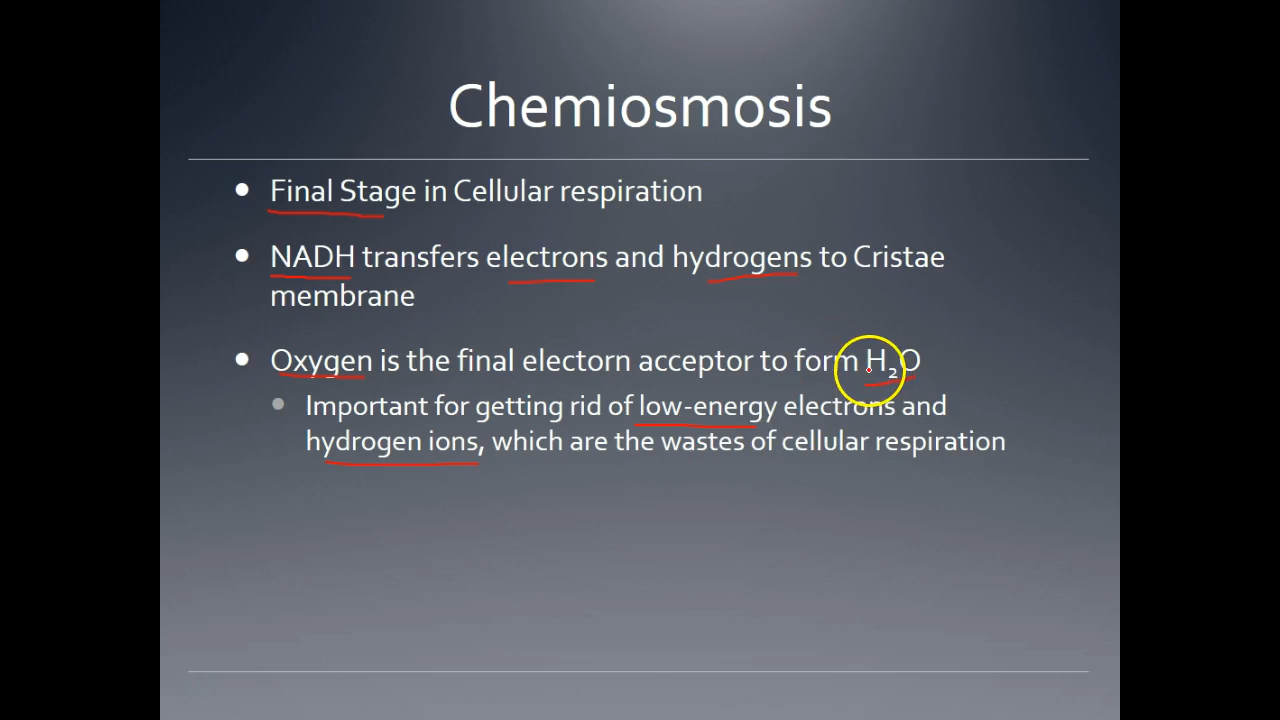 Chemiosmosis
• Final Stage in Cellular respiration
• NADH transfers electrons and hydrogens to Cristae
membrane
• Oxygen is the final electorn acceptor to form H₂O
• Important for getting rid of low-energy electrons and
hydrogen ions, which are the wastes of cellular respiration